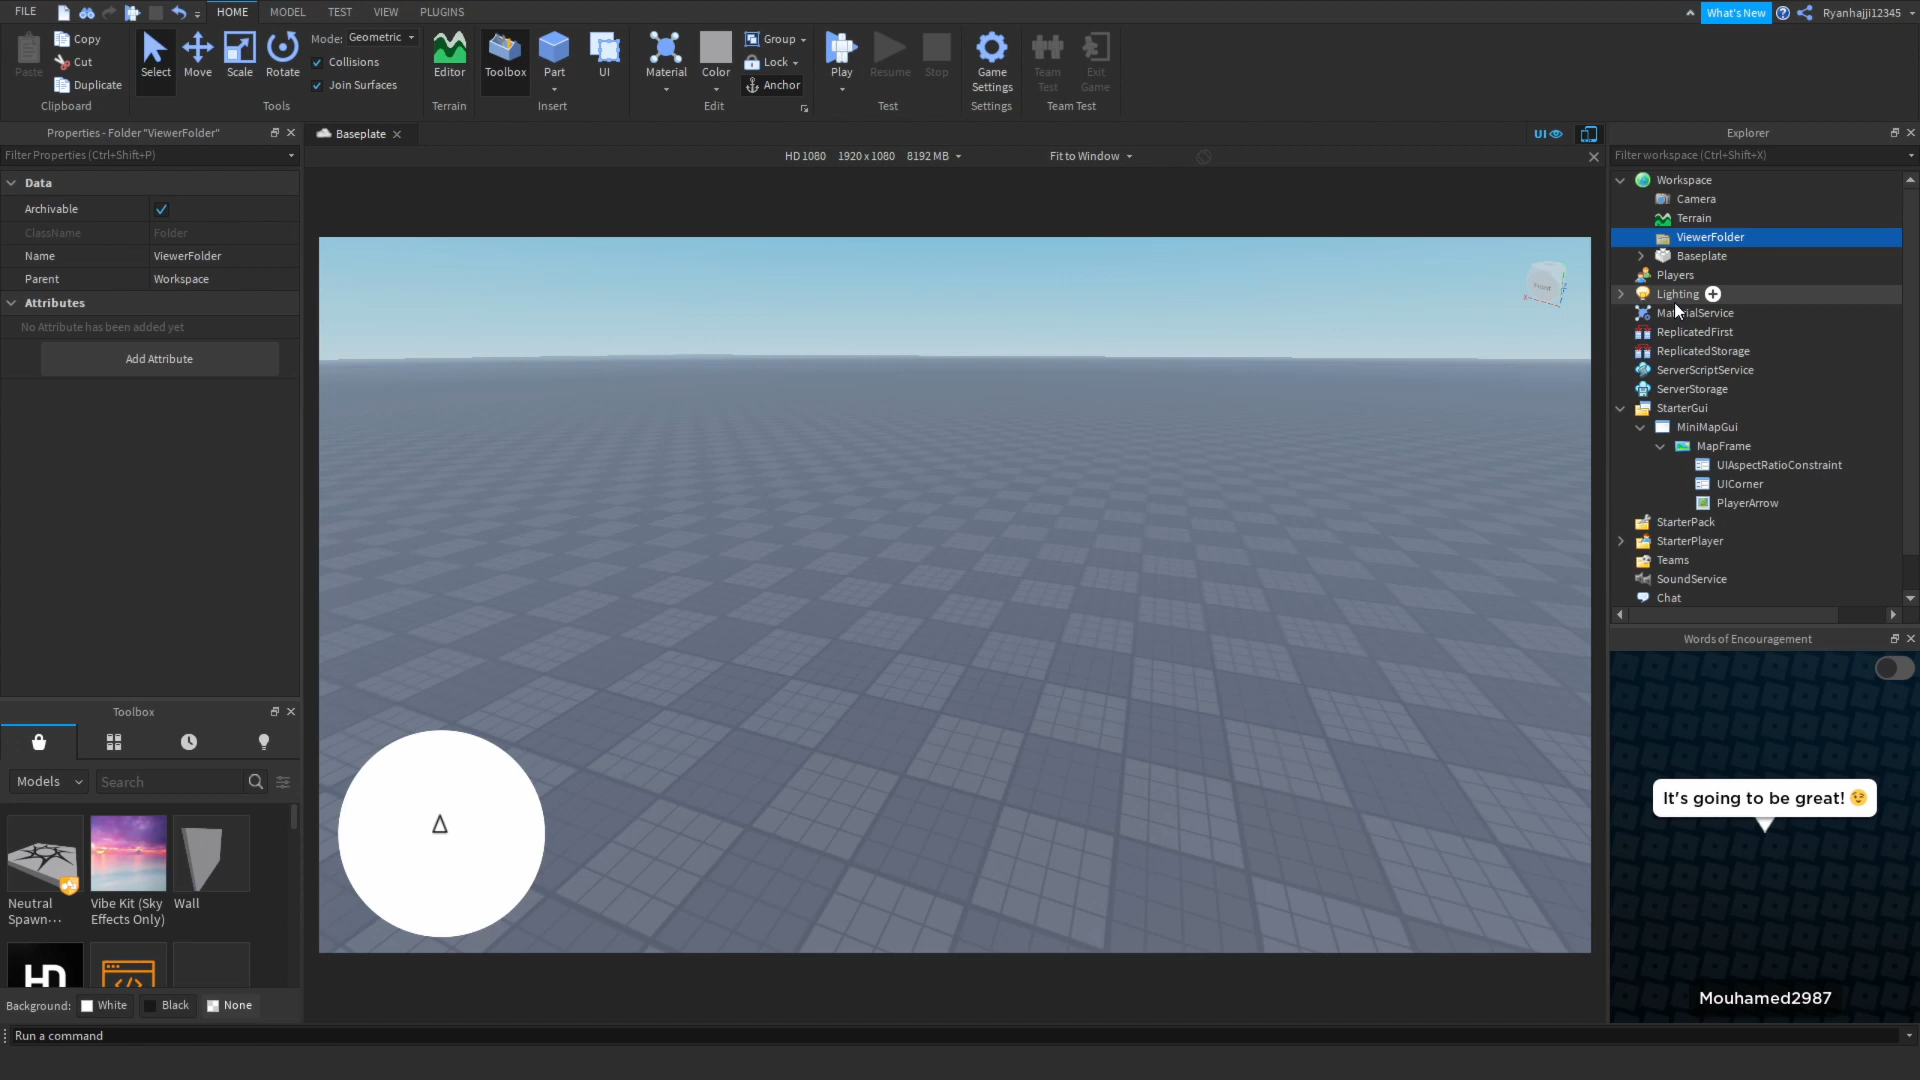 FILE
HOME
MODEL
TEST
VIEW
PLUGINS
What's New
Ryanhajji12345
Paste
Copy
Cut
Duplicate
Clipboard
Select
Move
Scale
Rotate
Mode: Geometric
Collisions
Join Surfaces
Tools
Editor
Terrain
Toolbox
Part
UI
Insert
Material
Color
Group
Lock
Anchor
Edit
Play
Resume
Stop
Test
Game
Settings
Settings
Team
Test
Exit
Game
Team Test
Properties - Folder "ViewerFolder"
Filter Properties (Ctrl+Shift+P)
Data
Archivable
ClassName Folder
Name ViewerFolder
Parent Workspace
Attributes
No Attribute has been added yet
Add Attribute
Baseplate
UI
HD 1080 1920 x 1080 8192 MB
Fit to Window
Front
Explorer
Filter workspace (Ctrl+Shift+X)
Workspace
Camera
Terrain
ViewerFolder
Baseplate
Players
Lighting
MaterialService
ReplicatedFirst
ReplicatedStorage
ServerScriptService
ServerStorage
StarterGui
MiniMapGui
MapFrame
UIAspectRatioConstraint
UICorner
PlayerArrow
StarterPack
StarterPlayer
Teams
SoundService
Chat
Words of Encouragement
It's going to be great! 😉
Mouhamed2987
Toolbox
Models
Search
Neutral
Spawn...
Vibe Kit (Sky
Effects Only)
Wall
HD
Background: White Black None
Run a command